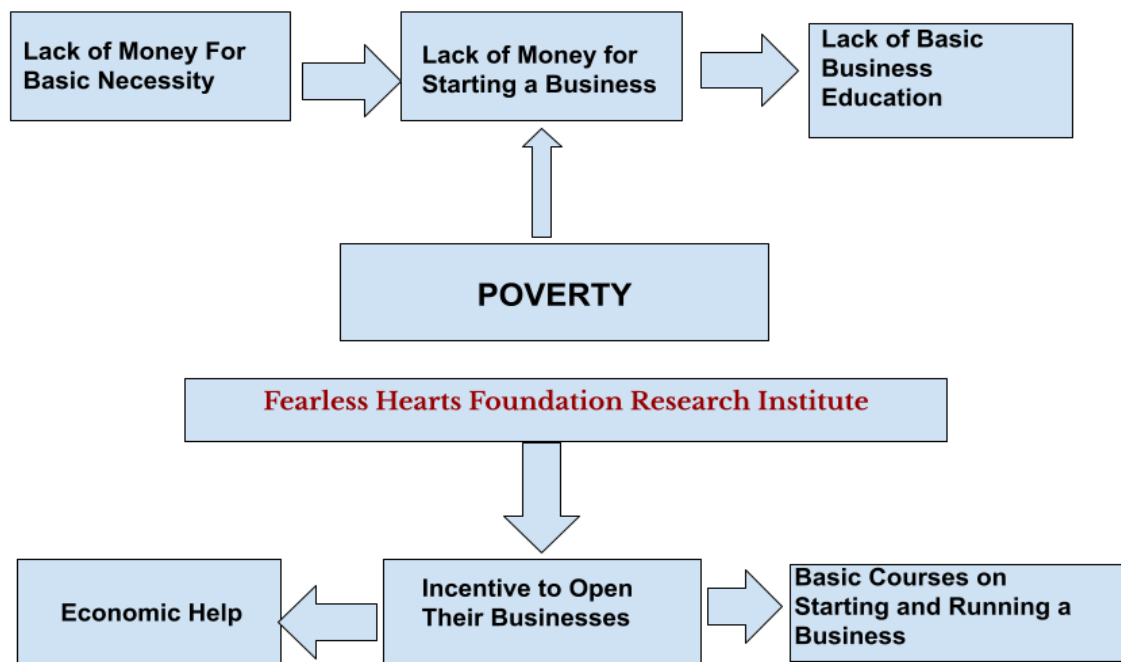 Lack of Money For
Basic Necessity
Lack of Money for
Starting a Business
Lack of Basic
Business
Education
POVERTY
Fearless Hearts Foundation Research Institute
Economic Help
Incentive to Open
Their Businesses
Basic Courses on
Starting and Running a
Business